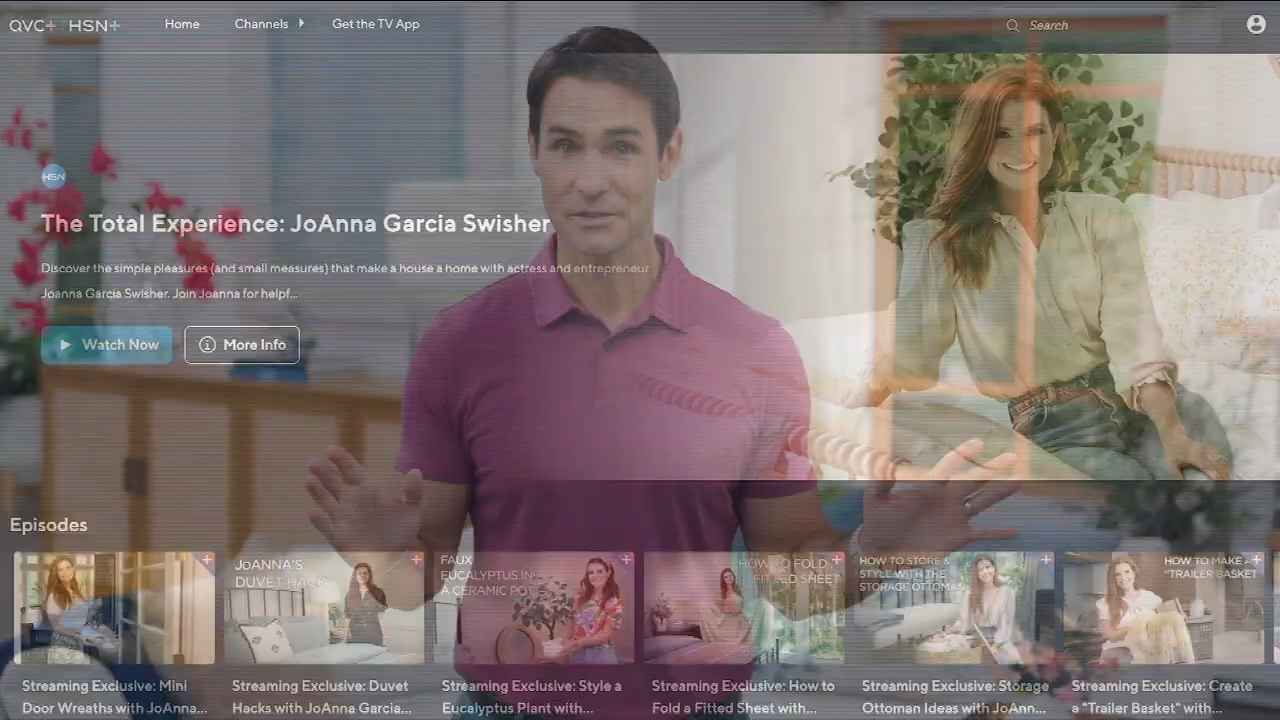 QVC+ HSN+
Home
Channels
Get the TV App
Search
HSN
The Total Experience: JoAnna Garcia Swisher
Discover the simple pleasures (and small measures) that make a house a home with actress and entrepreneur
Joanna Garcia Swisher. Join Joanna for helpf...
Watch Now
More Info
Episodes
JoANNA'S
DUVET HACK
FAUX
EUCALYPTUS IN
A CERAMIC POT
HOW TO FOLD A
FITTED SHEET
HOW TO STORE &
STYLE WITH THE
STORAGE OTTOMAN
HOW TO MAKE A
"TRAILER BASKET
Streaming Exclusive: Mini
Door Wreaths with JoAnna...
Streaming Exclusive: Duvet
Hacks with JoAnna Garcia...
Streaming Exclusive: Style a
Eucalyptus Plant with...
Streaming Exclusive: How to
Fold a Fitted Sheet with...
Streaming Exclusive: Storage
Ottoman Ideas with JoAnn...
Streaming Exclusive: Create
a "Trailer Basket" with...